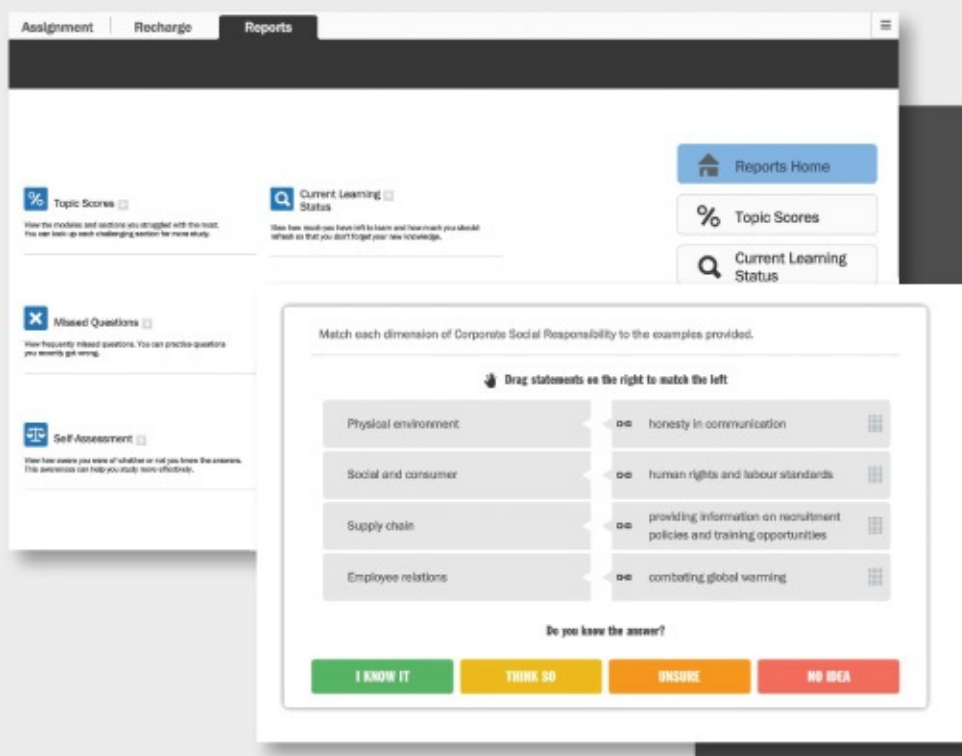 Assignment
Recharge
Reports
Reports Home
% Topic Scores
Current Learning
Status
% Topic Scores
View the modules and sections you struggled with the most.
You can look up each challenging section for more study.
Current Learning
Status
View how much you have left to learn and how much you should
refresh so that you don't forget your new knowledge.
Missed Questions
View frequently missed questions. You can practice questions
you recently got wrong.
Self-Assessment
View how aware you were of whether or not you knew the answers.
This awareness can help you study more effectively.
Match each dimension of Corporate Social Responsibility to the examples provided.
Drag statements on the right to match the left
Physical environment
honesty in communication
Social and consumer
human rights and labour standards
Supply chain
providing information on recruitment
policies and training opportunities
Employee relations
combating global warming
Do you know the answer?
I KNOW IT
THINK SO
UNSURE
NO IDEA